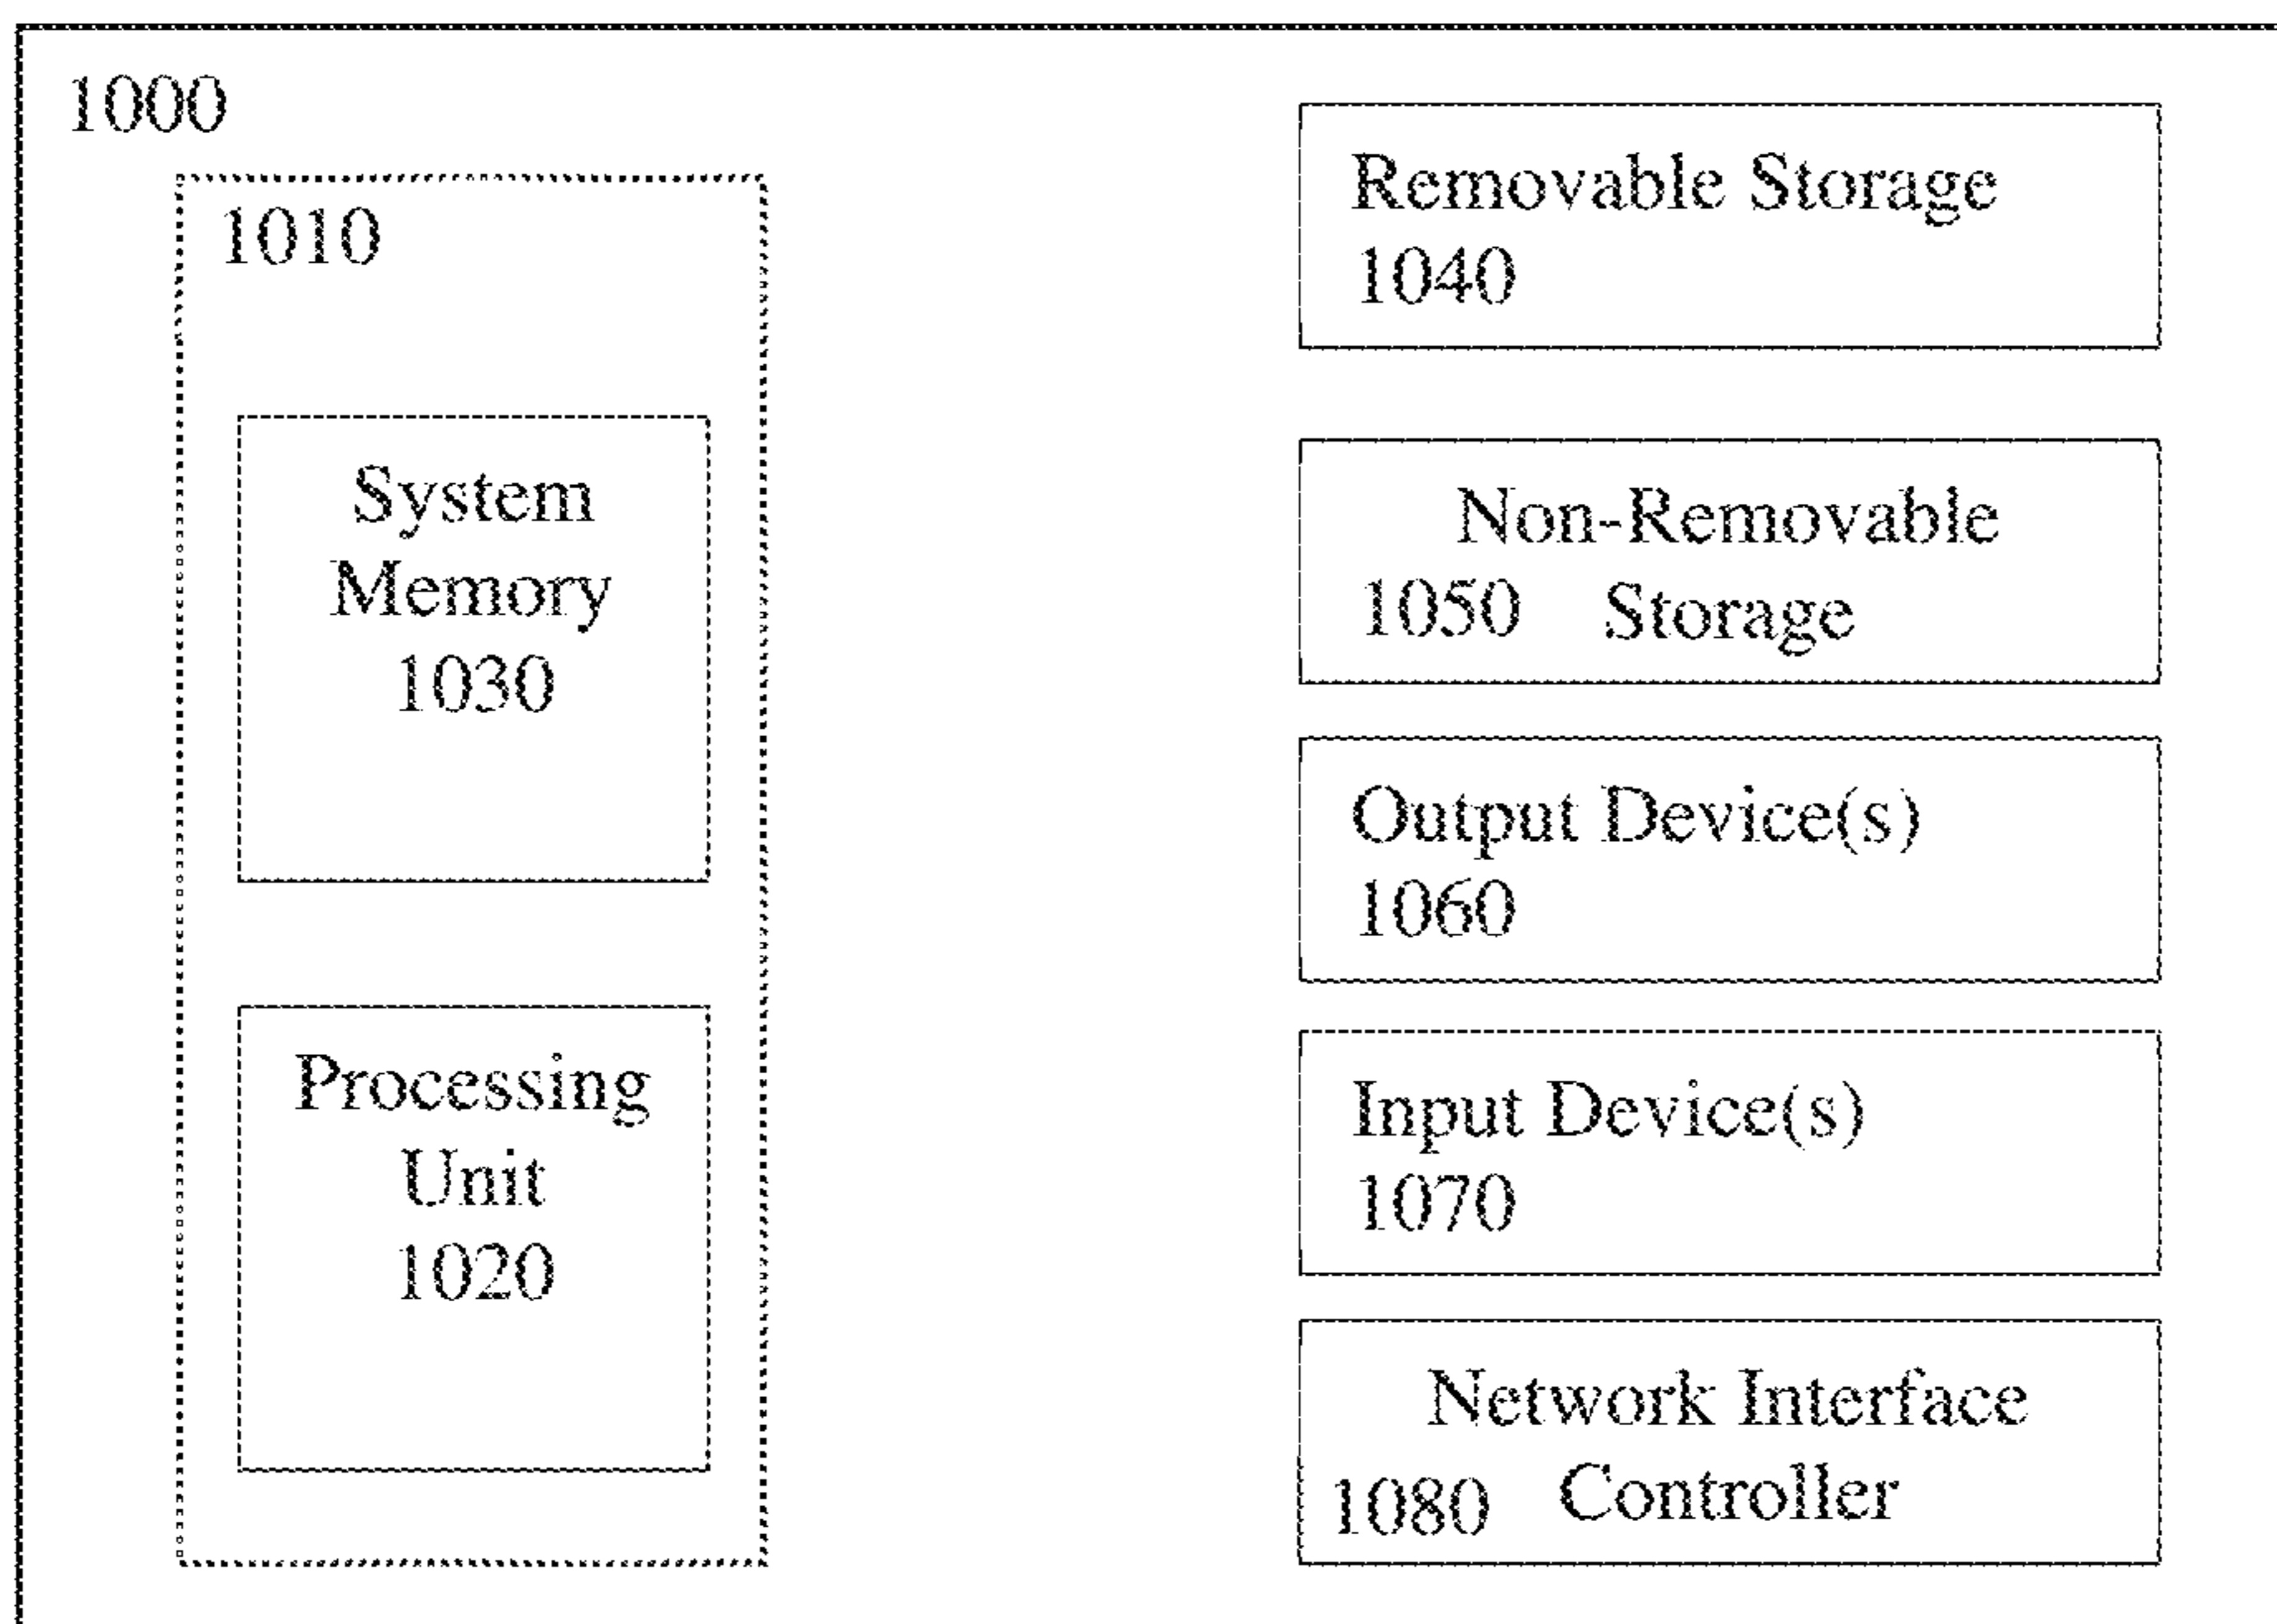 1000
1010
System
Memory
1030
Processing
Unit
1020
Removable Storage
1040
Non-Removable
1050 Storage
Output Device(s)
1060
Input Device(s)
1070
Network Interface
1080 Controller